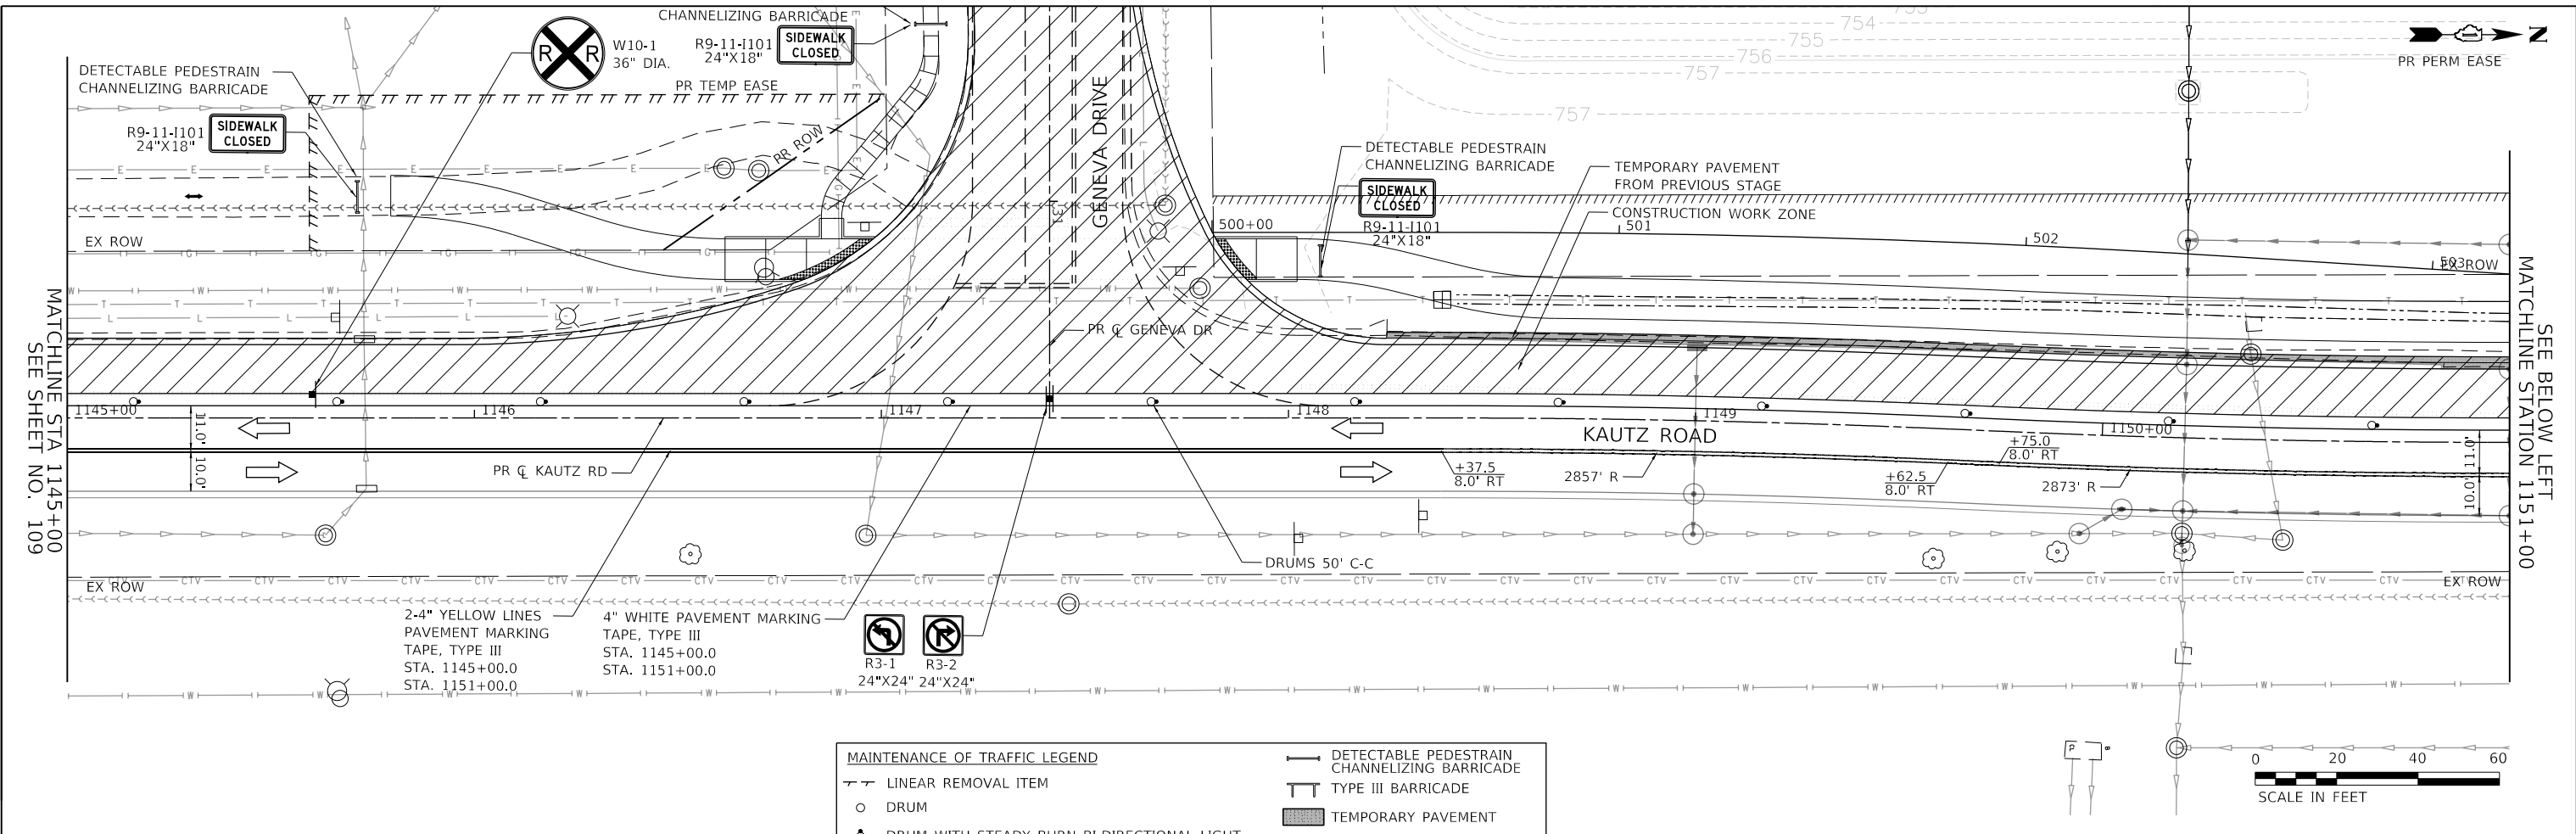 CHANNELIZING BARRICADE
R9-11-I101
24"X18"
SIDEWALK
CLOSED
R R
W10-1
36" DIA.
DETECTABLE PEDESTRAIN
CHANNELIZING BARRICADE
R9-11-I101
24"X18"
SIDEWALK
CLOSED
PR TEMP EASE
PR ROW
GENEVA DRIVE
31
753
754
755
756
757
757
N
PR PERM EASE
DETECTABLE PEDESTRAIN
CHANNELIZING BARRICADE
SIDEWALK
CLOSED
R9-11-I101
24"X18"
TEMPORARY PAVEMENT
FROM PREVIOUS STAGE
CONSTRUCTION WORK ZONE
500+00
501
502
503
EX ROW
EX ROW
MATCHLINE STA 1145+00
SEE SHEET NO. 109
PR ℄ GENEVA DR
1145+00
1146
1147
1148
1149
1150+00
11.0'
10.0'
PR ℄ KAUTZ RD
KAUTZ ROAD
+37.5
8.0' RT
2857' R
+62.5
8.0' RT
+75.0
8.0' RT
2873' R
11.0'
10.0'
SEE BELOW LEFT
MATCHLINE STATION 1151+00
DRUMS 50' C-C
EX ROW
EX ROW
2-4" YELLOW LINES
PAVEMENT MARKING
TAPE, TYPE III
STA. 1145+00.0
STA. 1151+00.0
4" WHITE PAVEMENT MARKING
TAPE, TYPE III
STA. 1145+00.0
STA. 1151+00.0
R3-1
24"X24"
R3-2
24"X24"
MAINTENANCE OF TRAFFIC LEGEND
LINEAR REMOVAL ITEM
DRUM
DRUM WITH STEADY BURN BI-DIRECTIONAL LIGHT
DETECTABLE PEDESTRAIN
CHANNELIZING BARRICADE
TYPE III BARRICADE
TEMPORARY PAVEMENT
0 20 40 60
SCALE IN FEET